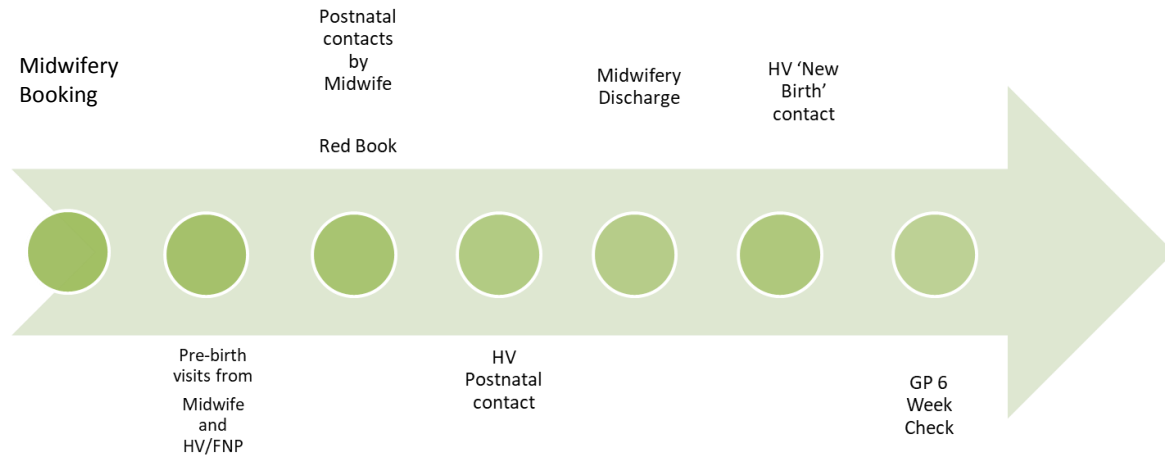 Midwifery
Booking
Pre-birth
visits from
Midwife
and
HV/FNP
Postnatal
contacts
by
Midwife
Red Book
HV
Postnatal
contact
Midwifery
Discharge
HV ‘New
Birth’
contact
GP 6
Week
Check